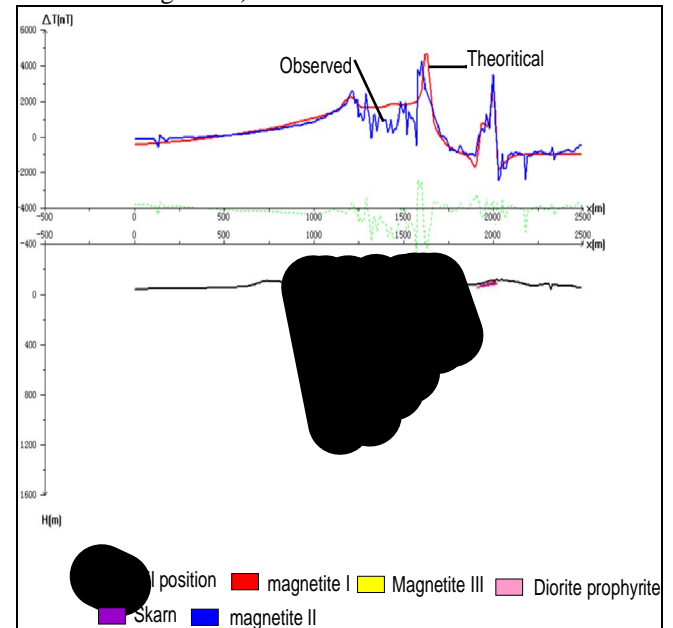 ΔT[nT]
6000
4000
2000
0
-2000
-4000
-500 0 500 1000 1500 2000 2500 x[m]
Observed
Theoritical
-400
-500 0 500 1000 1500 2000 2500 x[m]
0
400
800
1200
1600
H[m]
position
magnetite I
Magnetite III
Diorite prophyrite
Skarn
magnetite II